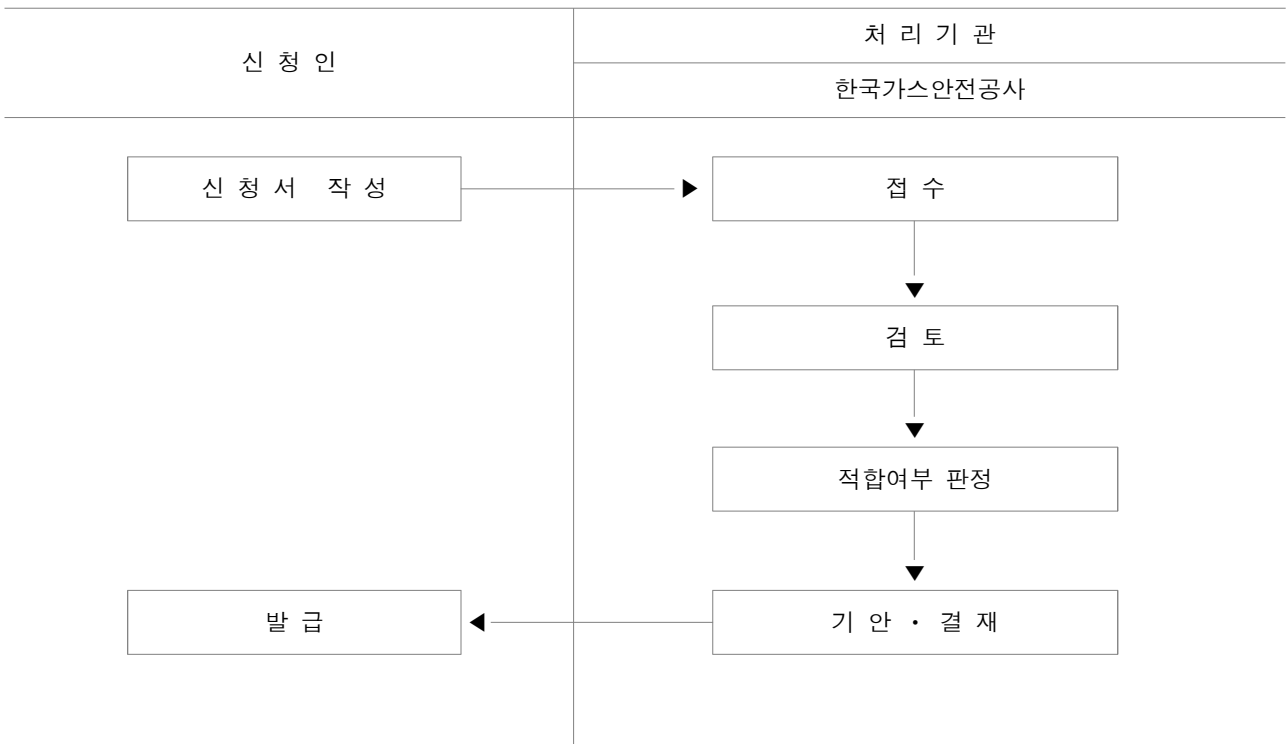 신 청 인
처 리 기 관
한국가스안전공사
신 청 서 작 성
접 수
검 토
적합여부 판정
발 급
기 안 · 결 재